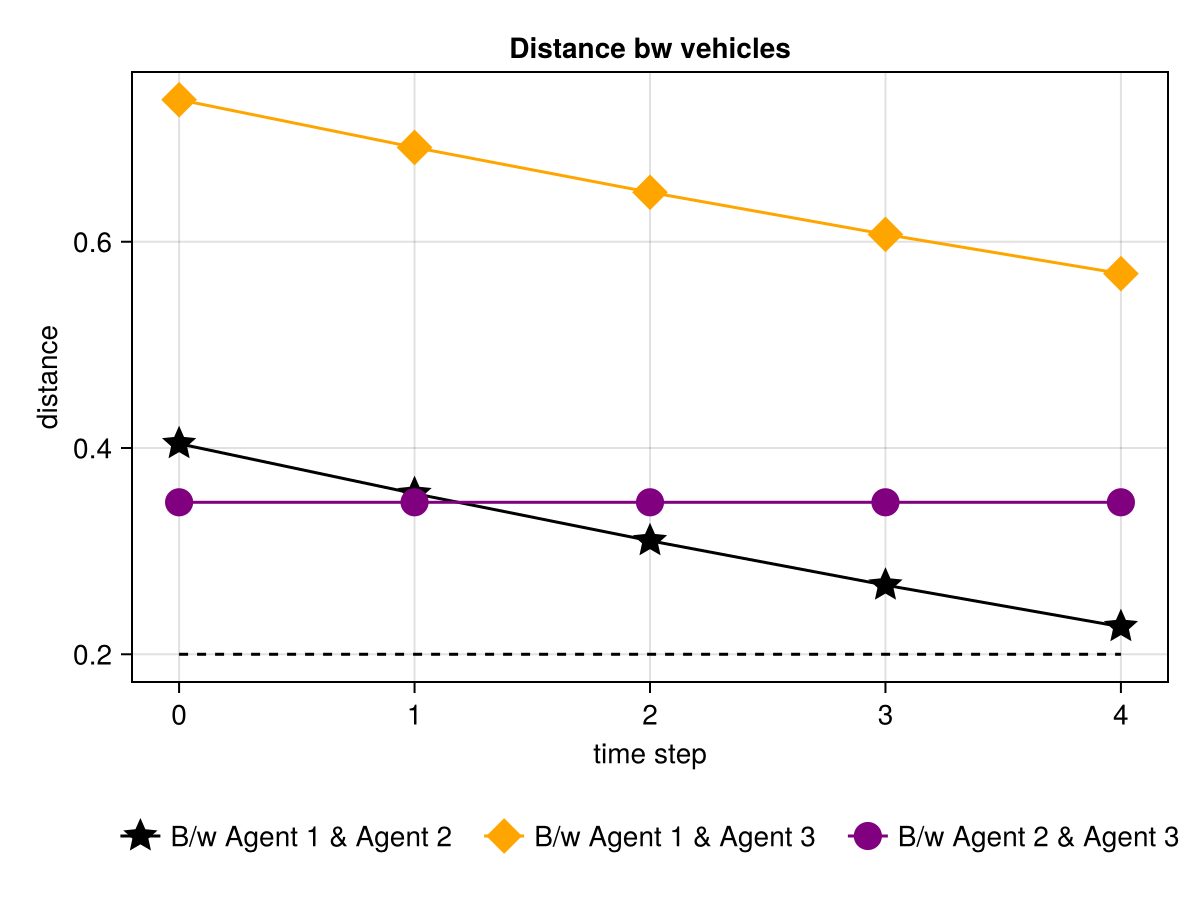 Distance bw vehicles
distance
0.6
0.4
0.2
0 1 2 3 4
time step
B/w Agent 1 & Agent 2 B/w Agent 1 & Agent 3 B/w Agent 2 & Agent 3